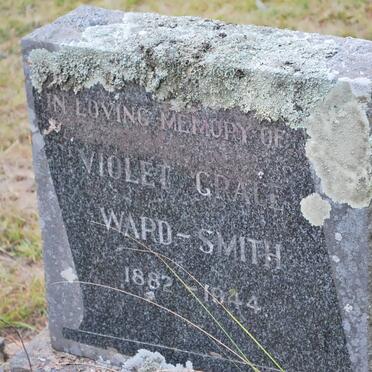 IN LOVING MEMORY OF
VIOLET GRACE
WARD-SMITH
1882-1944